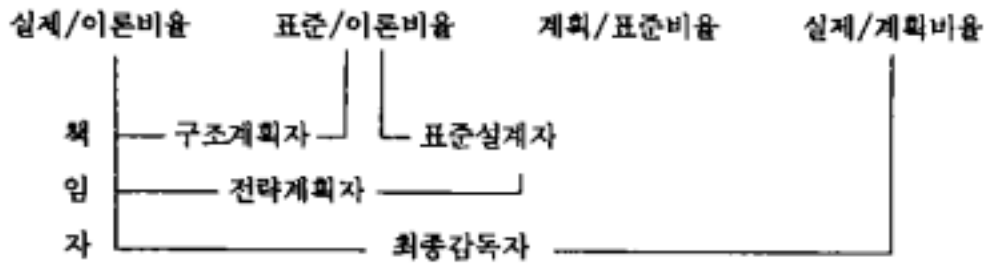 실제/이론비율 표준/이론비율 계획/표준비율 실제/계획비율
책 구조계획자 표준설계자
임 전략계획자
자 최종감독자